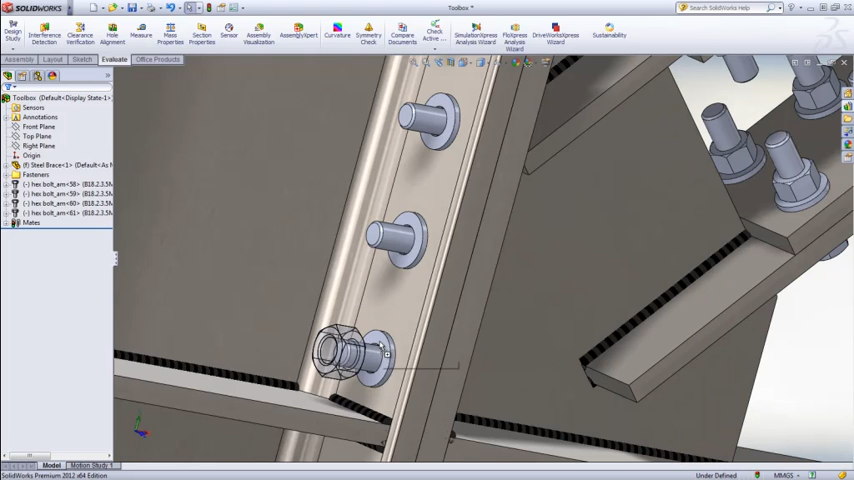 SOLIDWORKS
Toolbox *
Search SolidWorks Help
Design Study
Interference Detection
Clearance Verification
Hole Alignment
Measure
Mass Properties
Section Properties
Sensor
Assembly Visualization
AssemblyXpert
Curvature
Symmetry Check
Compare Documents
Check Active ...
SimulationXpress Analysis Wizard
FloXpress Analysis Wizard
DriveWorksXpress Wizard
Sustainability
Assembly
Layout
Sketch
Evaluate
Office Products
Toolbox (Default<Display State-1>)
Sensors
Annotations
Front Plane
Top Plane
Right Plane
Origin
(f) Steel Brace<1> (Default<As M
Fasteners
(-) hex bolt_am<58> (B18.2.3.5M
(-) hex bolt_am<59> (B18.2.3.5M
(-) hex bolt_am<60> (B18.2.3.5M
(-) hex bolt_am<61> (B18.2.3.5M
Mates
Model
Motion Study 1
SolidWorks Premium 2012 x64 Edition
Under Defined
MMGS